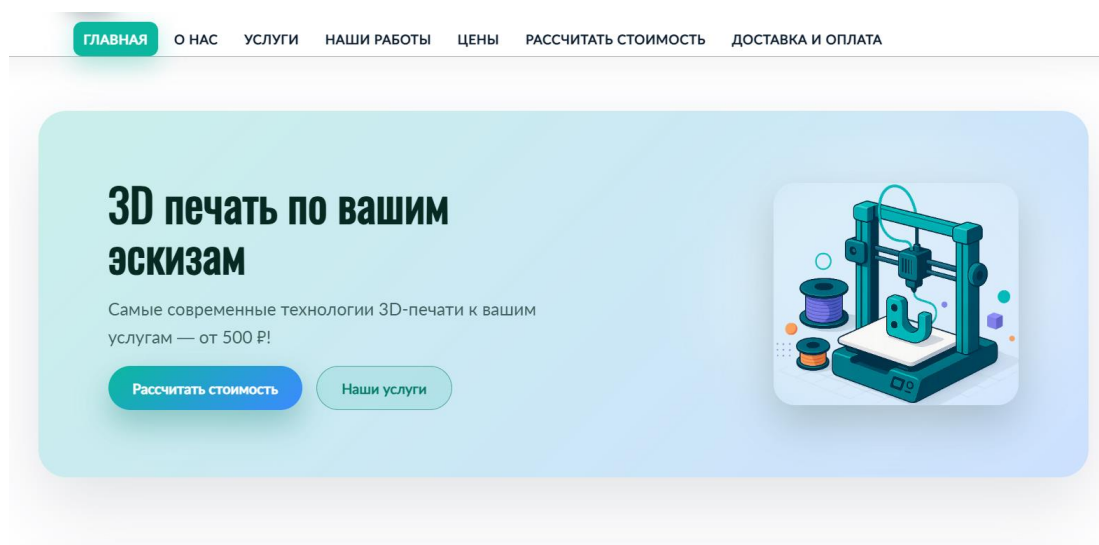 ГЛАВНАЯ О НАС УСЛУГИ НАШИ РАБОТЫ ЦЕНЫ РАССЧИТАТЬ СТОИМОСТЬ ДОСТАВКА И ОПЛАТА
3D печать по вашим
эскизам
Самые современные технологии 3D-печати к вашим
услугам — от 500 ₽!
Рассчитать стоимость Наши услуги